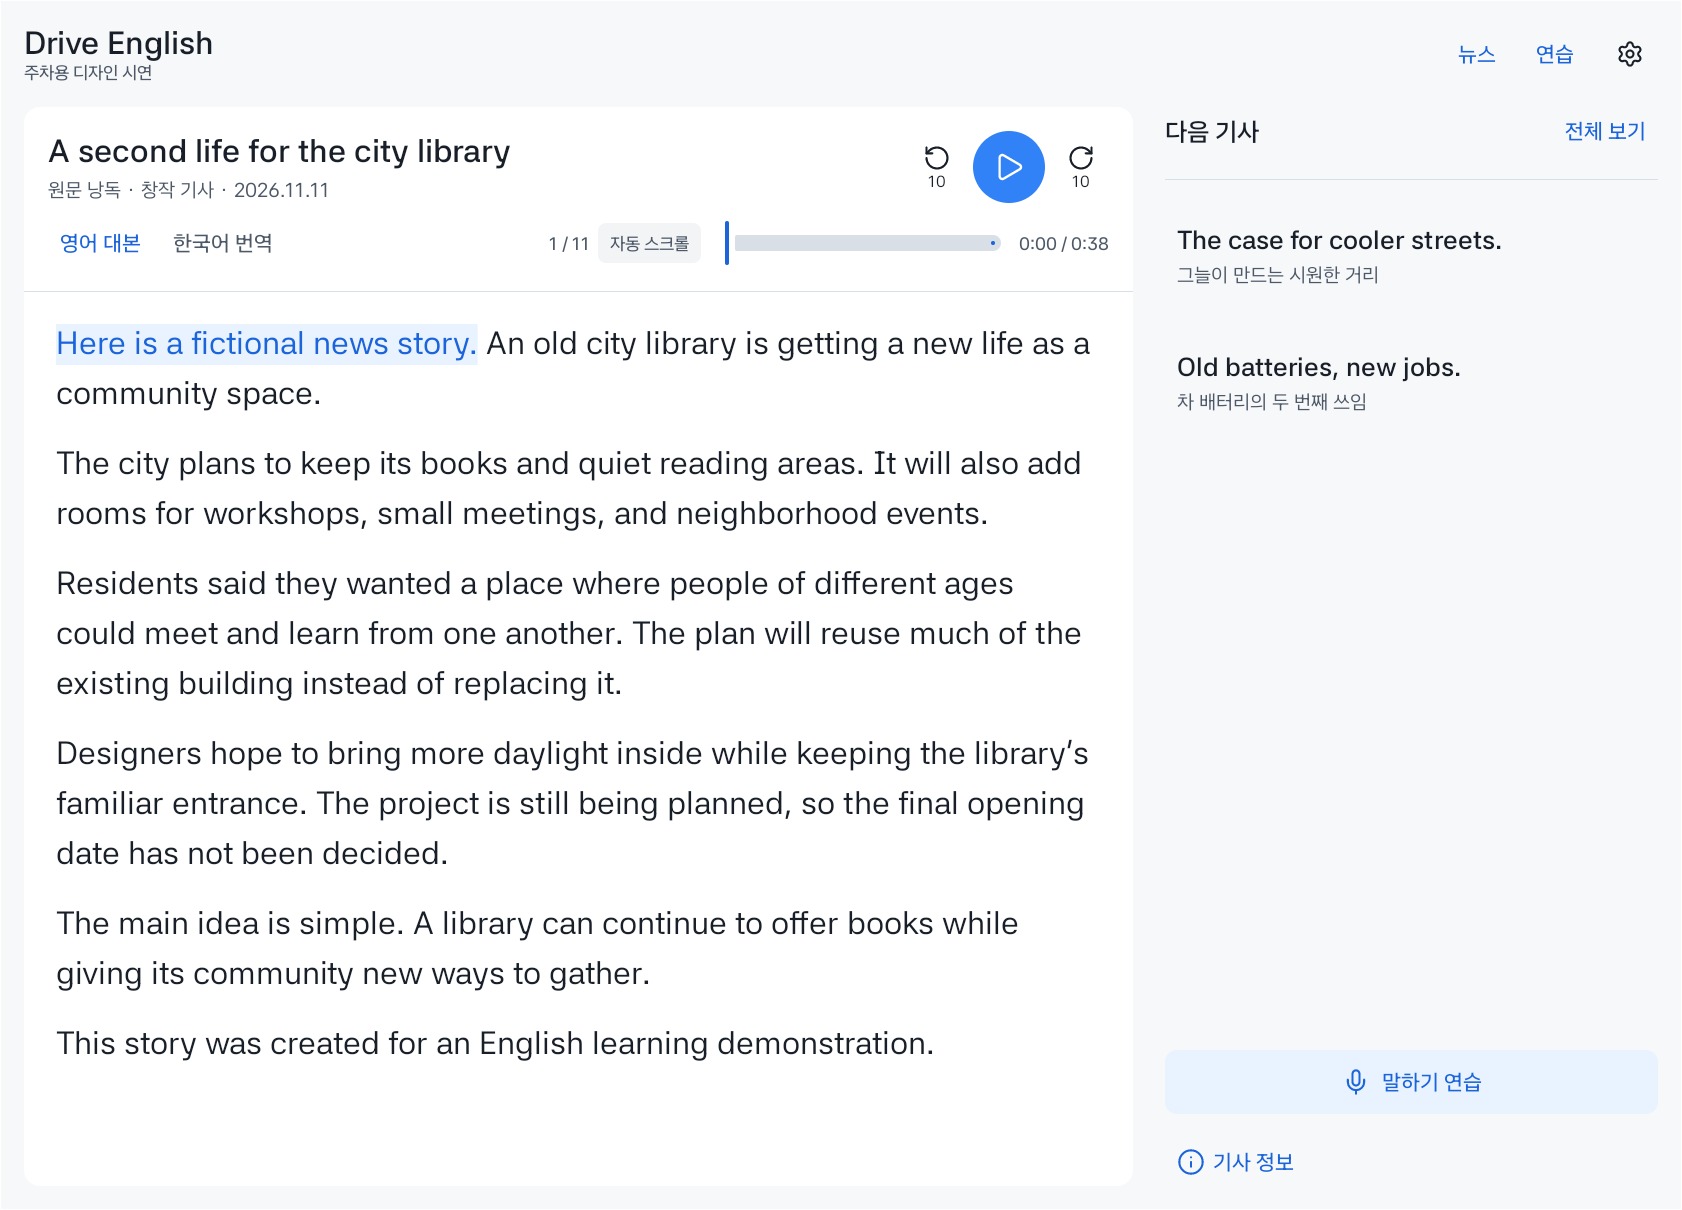 Drive English
주차용 디자인 시연
뉴스
연습
A second life for the city library
원문 낭독 · 창작 기사 · 2026.11.11
10
10
영어 대본
한국어 번역
1 / 11
자동 스크롤
0:00 / 0:38
Here is a fictional news story. An old city library is getting a new life as a
community space.
The city plans to keep its books and quiet reading areas. It will also add
rooms for workshops, small meetings, and neighborhood events.
Residents said they wanted a place where people of different ages
could meet and learn from one another. The plan will reuse much of the
existing building instead of replacing it.
Designers hope to bring more daylight inside while keeping the library’s
familiar entrance. The project is still being planned, so the final opening
date has not been decided.
The main idea is simple. A library can continue to offer books while
giving its community new ways to gather.
This story was created for an English learning demonstration.
다음 기사
전체 보기
The case for cooler streets.
그늘이 만드는 시원한 거리
Old batteries, new jobs.
차 배터리의 두 번째 쓰임
말하기 연습
기사 정보